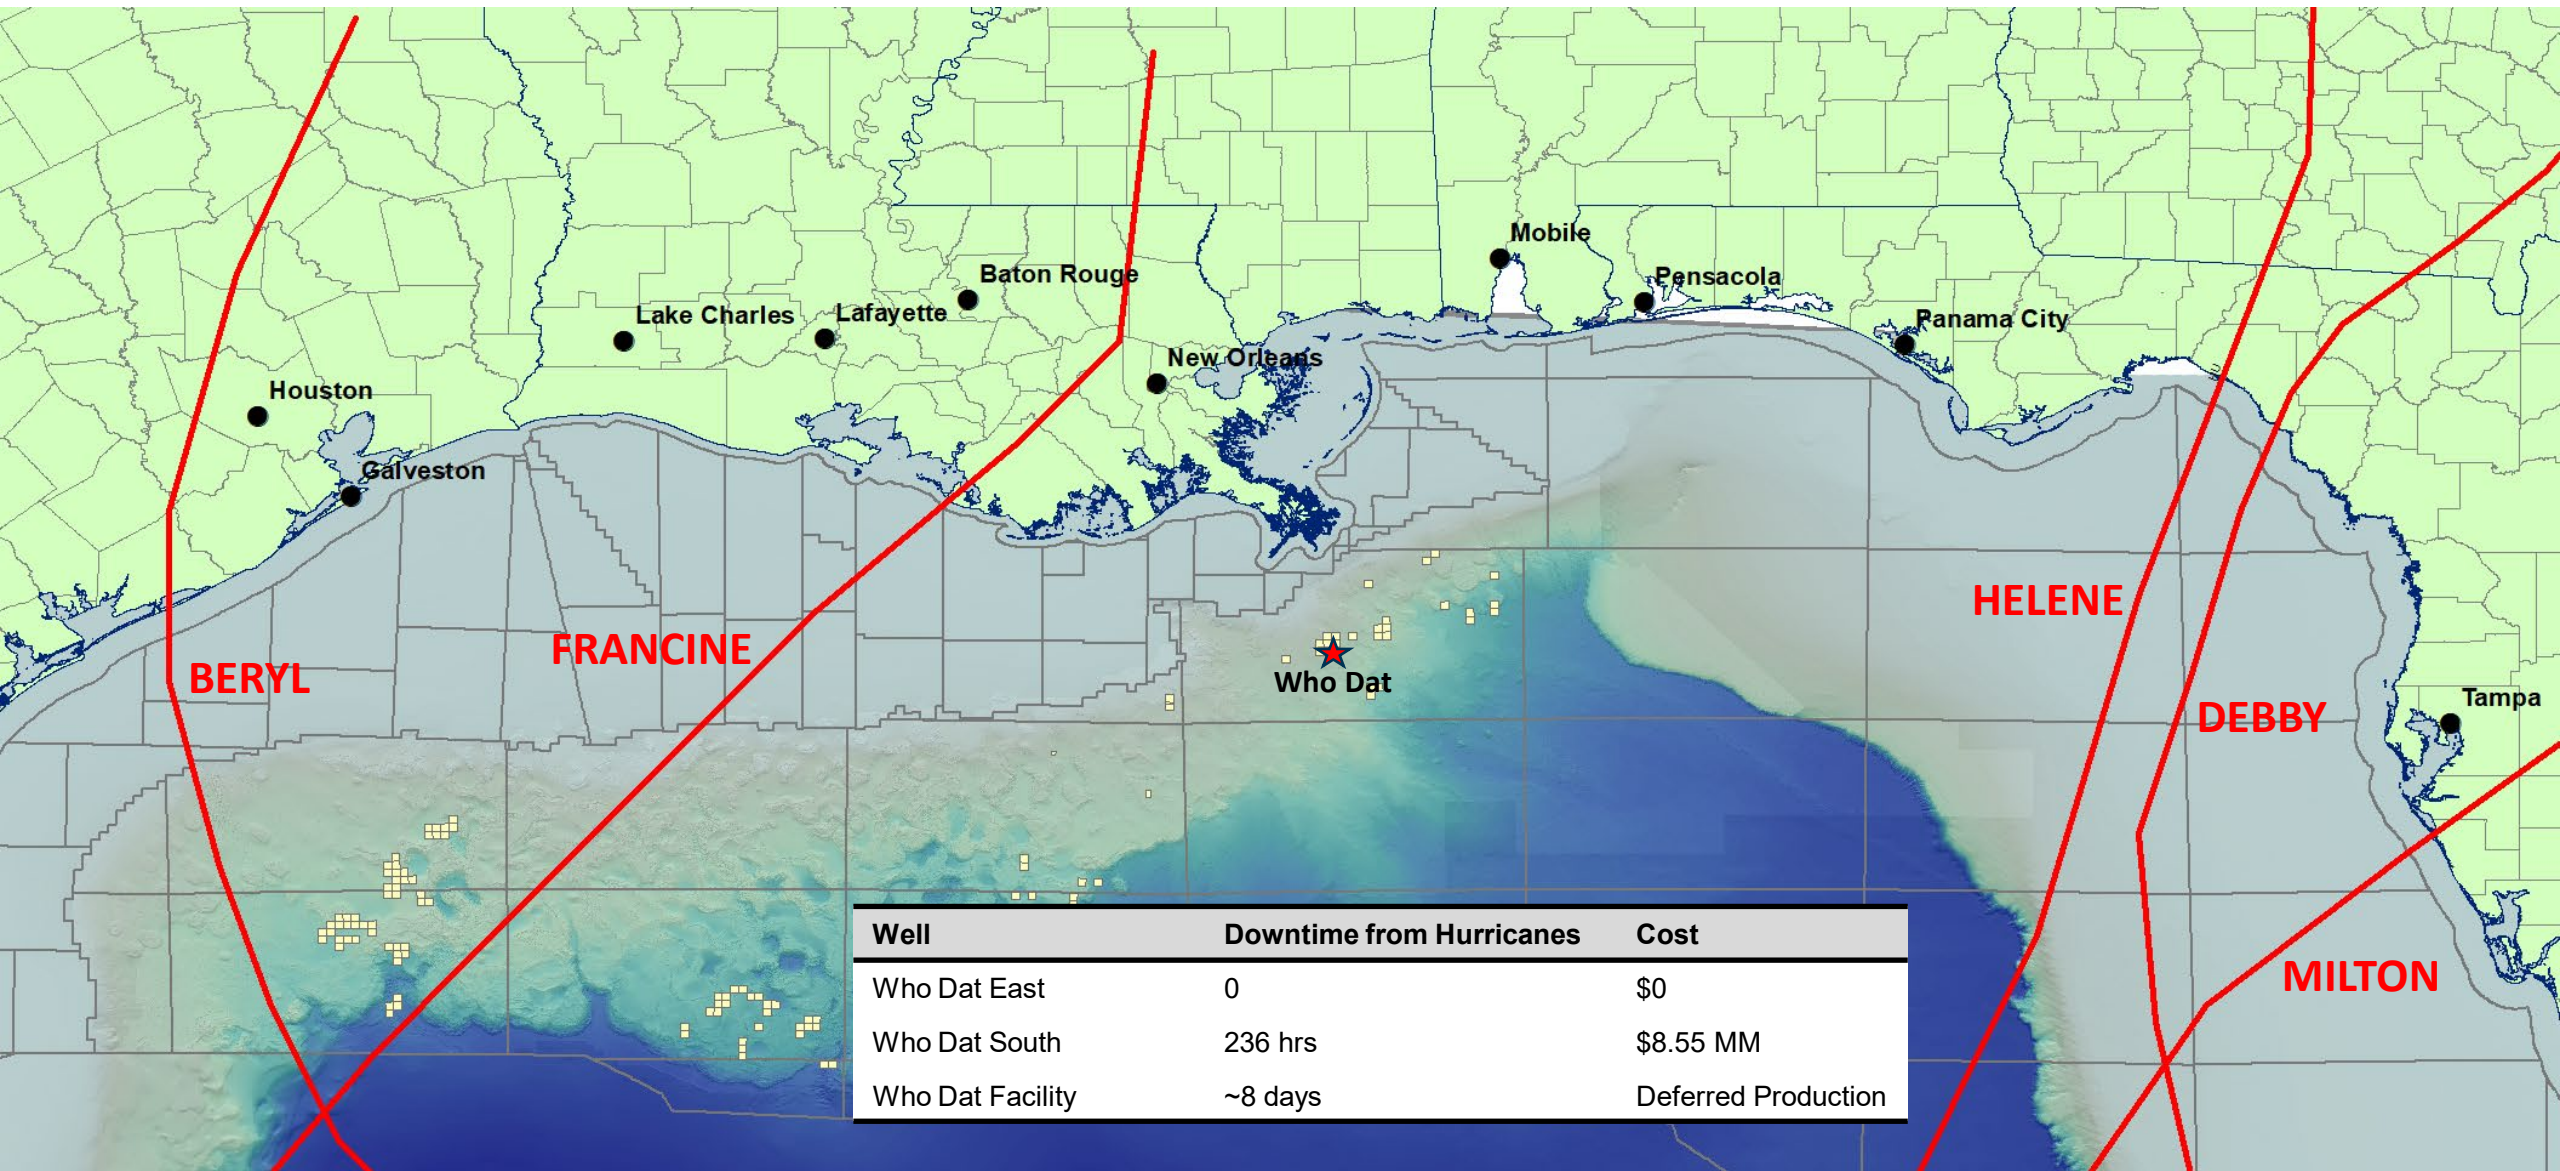 Mobile
Pensacola
Baton Rouge
Lake Charles
Lafayette
Panama City
New Orleans
Houston
Galveston
HELENE
FRANCINE
BERYL
Who Dat
Tampa
DEBBY
MILTON
Well Downtime from Hurricanes Cost
Who Dat East 0 $0
Who Dat South 236 hrs $8.55 MM
Who Dat Facility ~8 days Deferred Production